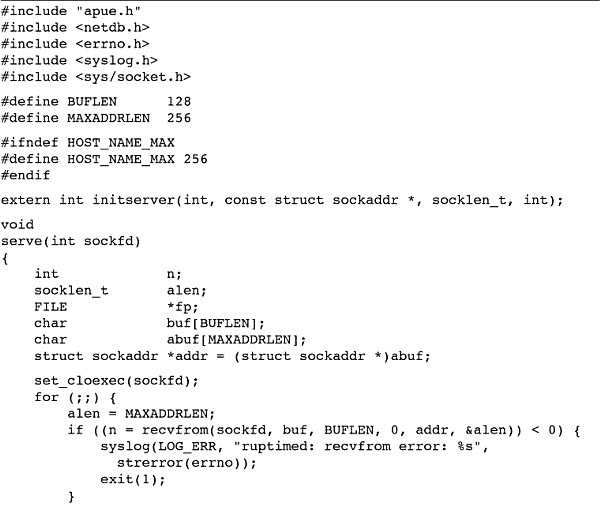 #include "apue.h"
#include <netdb.h>
#include <errno.h>
#include <syslog.h>
#include <sys/socket.h>
#define BUFLEN      128
#define MAXADDRLEN  256
#ifndef HOST_NAME_MAX
#define HOST_NAME_MAX 256
#endif
extern int initserver(int, const struct sockaddr *, socklen_t, int);
void
serve(int sockfd)
{
    int             n;
    socklen_t       alen;
    FILE            *fp;
    char            buf[BUFLEN];
    char            abuf[MAXADDRLEN];
    struct sockaddr *addr = (struct sockaddr *)abuf;
    set_cloexec(sockfd);
    for (;;) {
        alen = MAXADDRLEN;
        if ((n = recvfrom(sockfd, buf, BUFLEN, 0, addr, &alen)) < 0) {
            syslog(LOG_ERR, "ruptimed: recvfrom error: %s",
              strerror(errno));
            exit(1);
        }